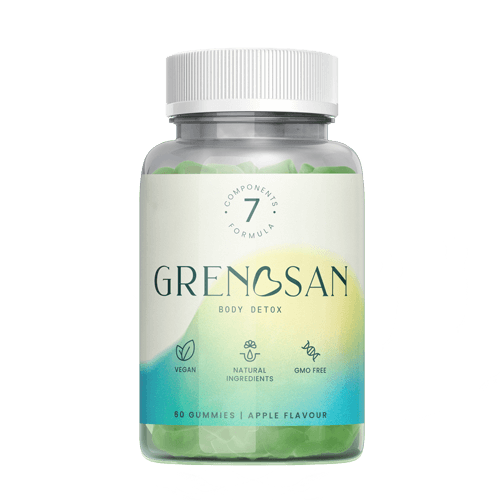 COMPONENTS
7
FORMULA
GRENOSAN
BODY DETOX
VEGAN
NATURAL
INGREDIENTS
GMO FREE
60 GUMMIES | APPLE FLAVOUR